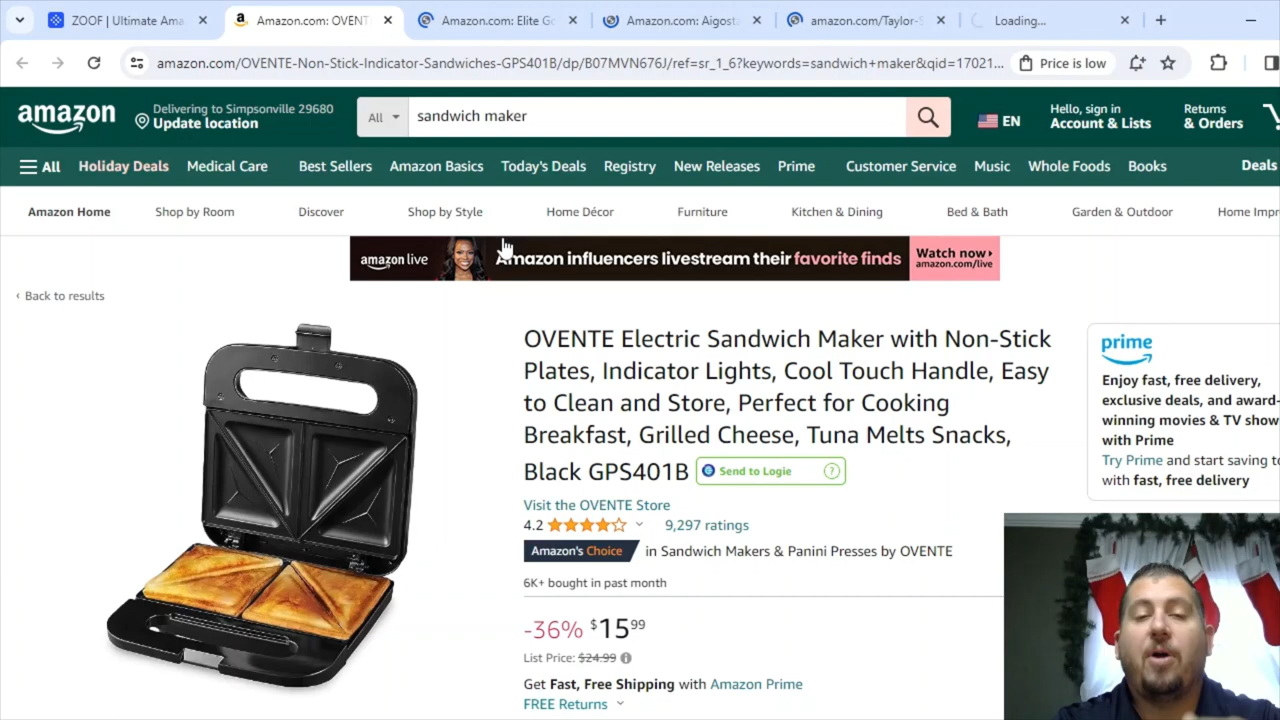 ZOOF | Ultimate Ama
Amazon.com: OVENT
Amazon.com: Elite Go
Amazon.com: Aigosta
amazon.com/Taylor-S
Loading...
amazon.com/OVENTE-Non-Stick-Indicator-Sandwiches-GPS401B/dp/B07MVN676J/ref=sr_1_6?keywords=sandwich+maker&qid=17021...
Price is low
amazon
Delivering to Simpsonville 29680
Update location
All
sandwich maker
EN
Hello, sign in
Account & Lists
Returns
& Orders
All
Holiday Deals
Medical Care
Best Sellers
Amazon Basics
Today's Deals
Registry
New Releases
Prime
Customer Service
Music
Whole Foods
Books
Deals
Amazon Home
Shop by Room
Discover
Shop by Style
Home Décor
Furniture
Kitchen & Dining
Bed & Bath
Garden & Outdoor
Home Impr
amazon live
Amazon influencers livestream their favorite finds
Watch now
amazon.com/live
‹ Back to results
OVENTE Electric Sandwich Maker with Non-Stick
Plates, Indicator Lights, Cool Touch Handle, Easy
to Clean and Store, Perfect for Cooking
Breakfast, Grilled Cheese, Tuna Melts Snacks,
Black GPS401B
Send to Logie
?
Visit the OVENTE Store
4.2
9,297 ratings
Amazon's Choice
in Sandwich Makers & Panini Presses by OVENTE
6K+ bought in past month
-36% $15 99
List Price: $24.99
Get Fast, Free Shipping with Amazon Prime
FREE Returns
prime
Enjoy fast, free delivery,
exclusive deals, and award-
winning movies & TV show
with Prime
Try Prime and start saving to
with fast, free delivery